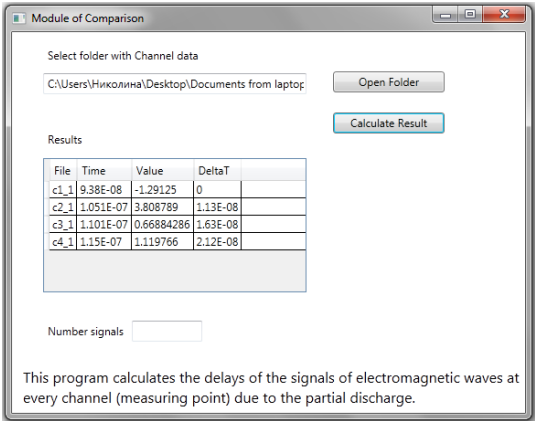 Module of Comparison
Select folder with Channel data
C:\Users\Николина\Desktop\Documents from laptop
Open Folder
Calculate Result
Results
File Time Value DeltaT
c1_1 9.38E-08 -1.29125 0
c2_1 1.051E-07 3.808789 1.13E-08
c3_1 1.101E-07 0.66884286 1.63E-08
c4_1 1.15E-07 1.119766 2.12E-08
Number signals
This program calculates the delays of the signals of electromagnetic waves at
every channel (measuring point) due to the partial discharge.